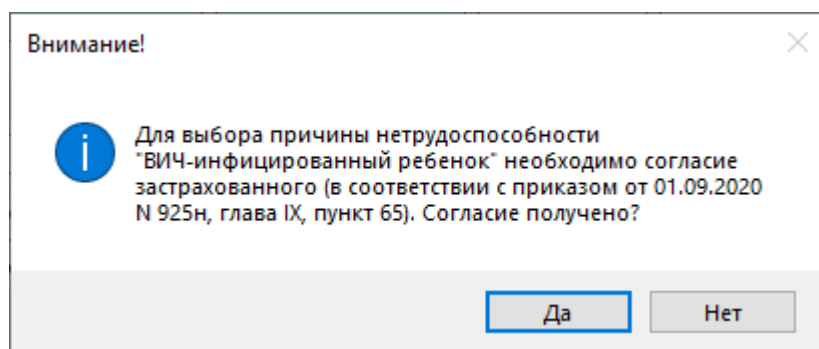 Внимание!
Для выбора причины нетрудоспособности
"ВИЧ-инфицированный ребенок" необходимо согласие
застрахованного (в соответствии с приказом от 01.09.2020
N 925н, глава IX, пункт 65). Согласие получено?
Да
Нет